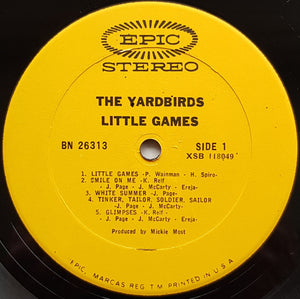 EPIC
STEREO
THE YARDBIRDS
LITTLE GAMES
BN 26313 SIDE 1
XSB 118049
1. LITTLE GAMES -P. Wainman - H. Spiro-
2. SMILE ON ME -K. Relf -
J. Page - J. McCarty - Dreja-
3. WHITE SUMMER -J. Page-
4. TINKER, TAILOR, SOLDIER, SAILOR
-J. Page - J. McCarty-
5. GLIMPSES -K. Relf -
J. Page - J. McCarty - Dreja-
Produced by Mickie Most
EPIC, MARCAS REG. T M PRINTED IN U.S.A.